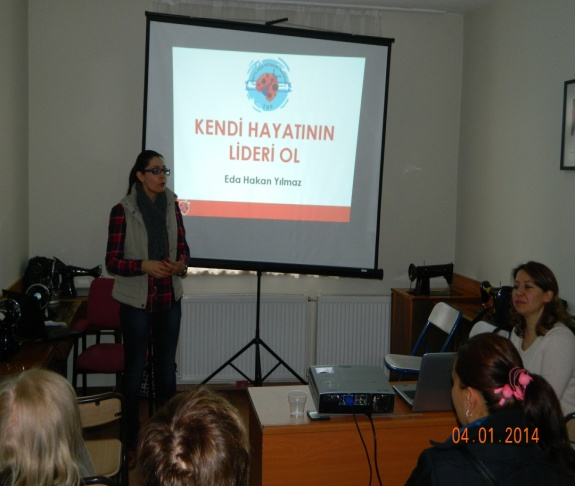 KENDİ HAYATININ
LİDERİ OL
Eda Hakan Yılmaz
04.01.2014